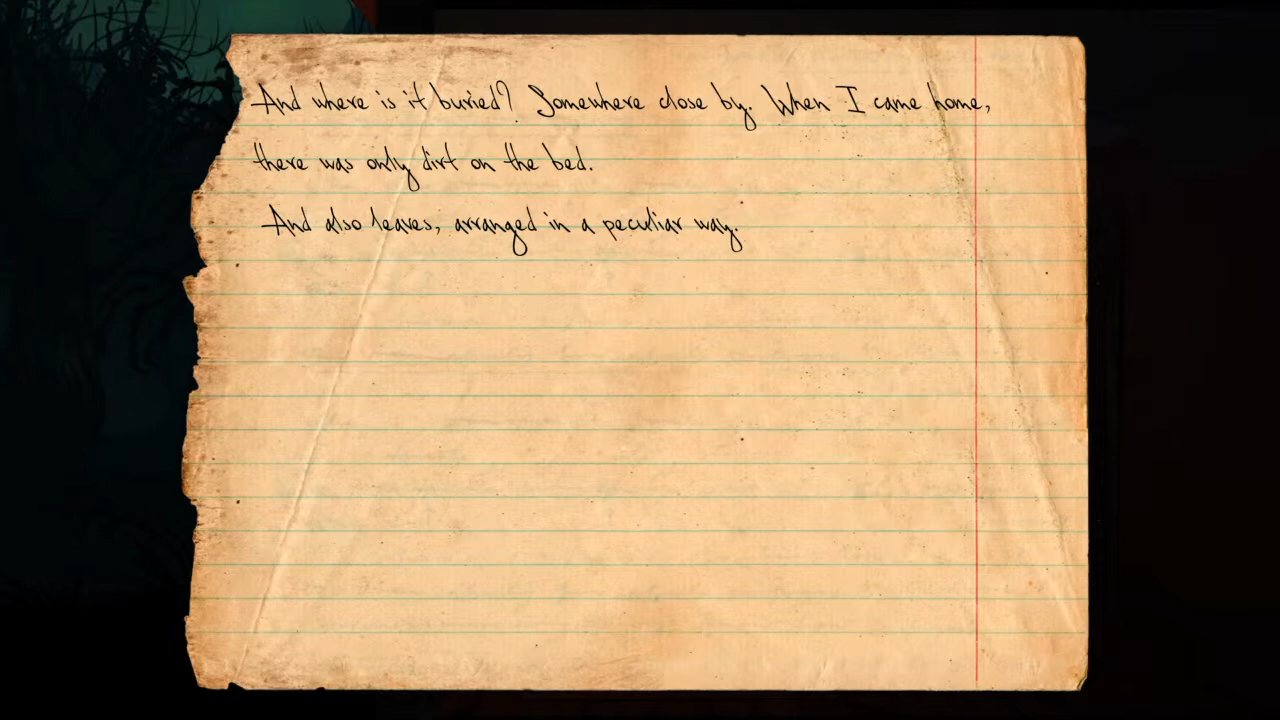 And where is it buried? Somewhere close by. When I came home,
there was only dirt on the bed.
And also leaves, arranged in a peculiar way.